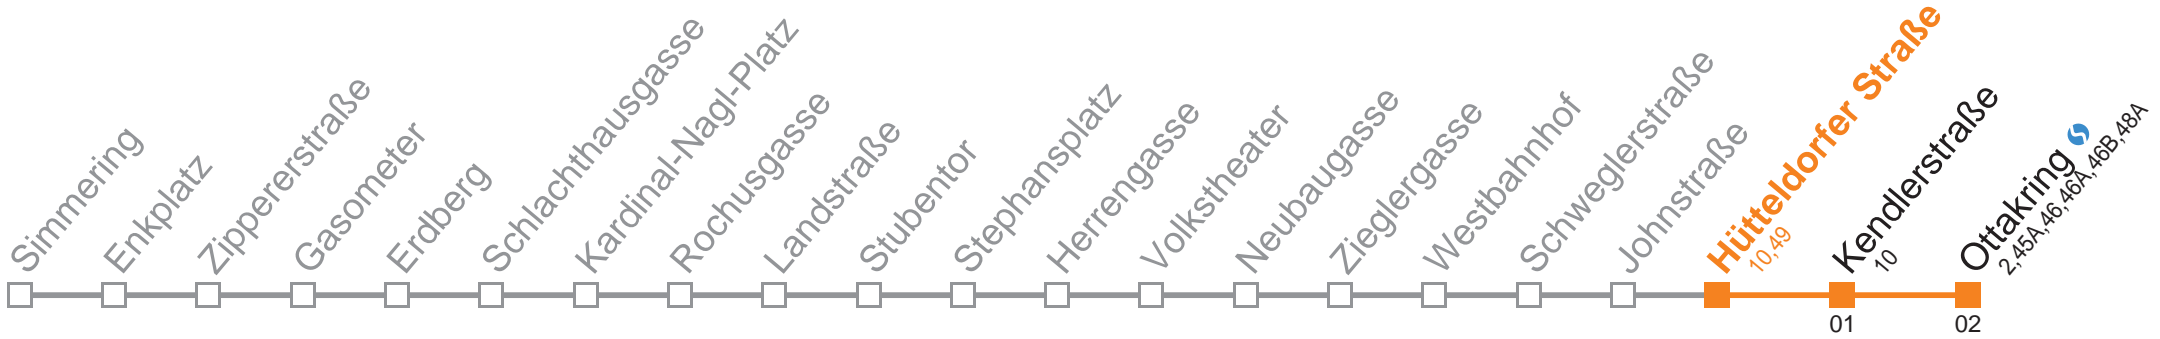 Simmering
Enkplatz
Zippererstraße
Gasometer
Erdberg
Schlachthausgasse
Kardinal-Nagl-Platz
Rochusgasse
Landstraße
Stubentor
Stephansplatz
Herrengasse
Volkstheater
Neubaugasse
Zieglergasse
Westbahnhof
Schweglerstraße
Johnstraße
Hütteldorfer Straße
10,49
Kendlerstraße
10
Ottakring
2,45A,46,46A,46B,48A
01
02